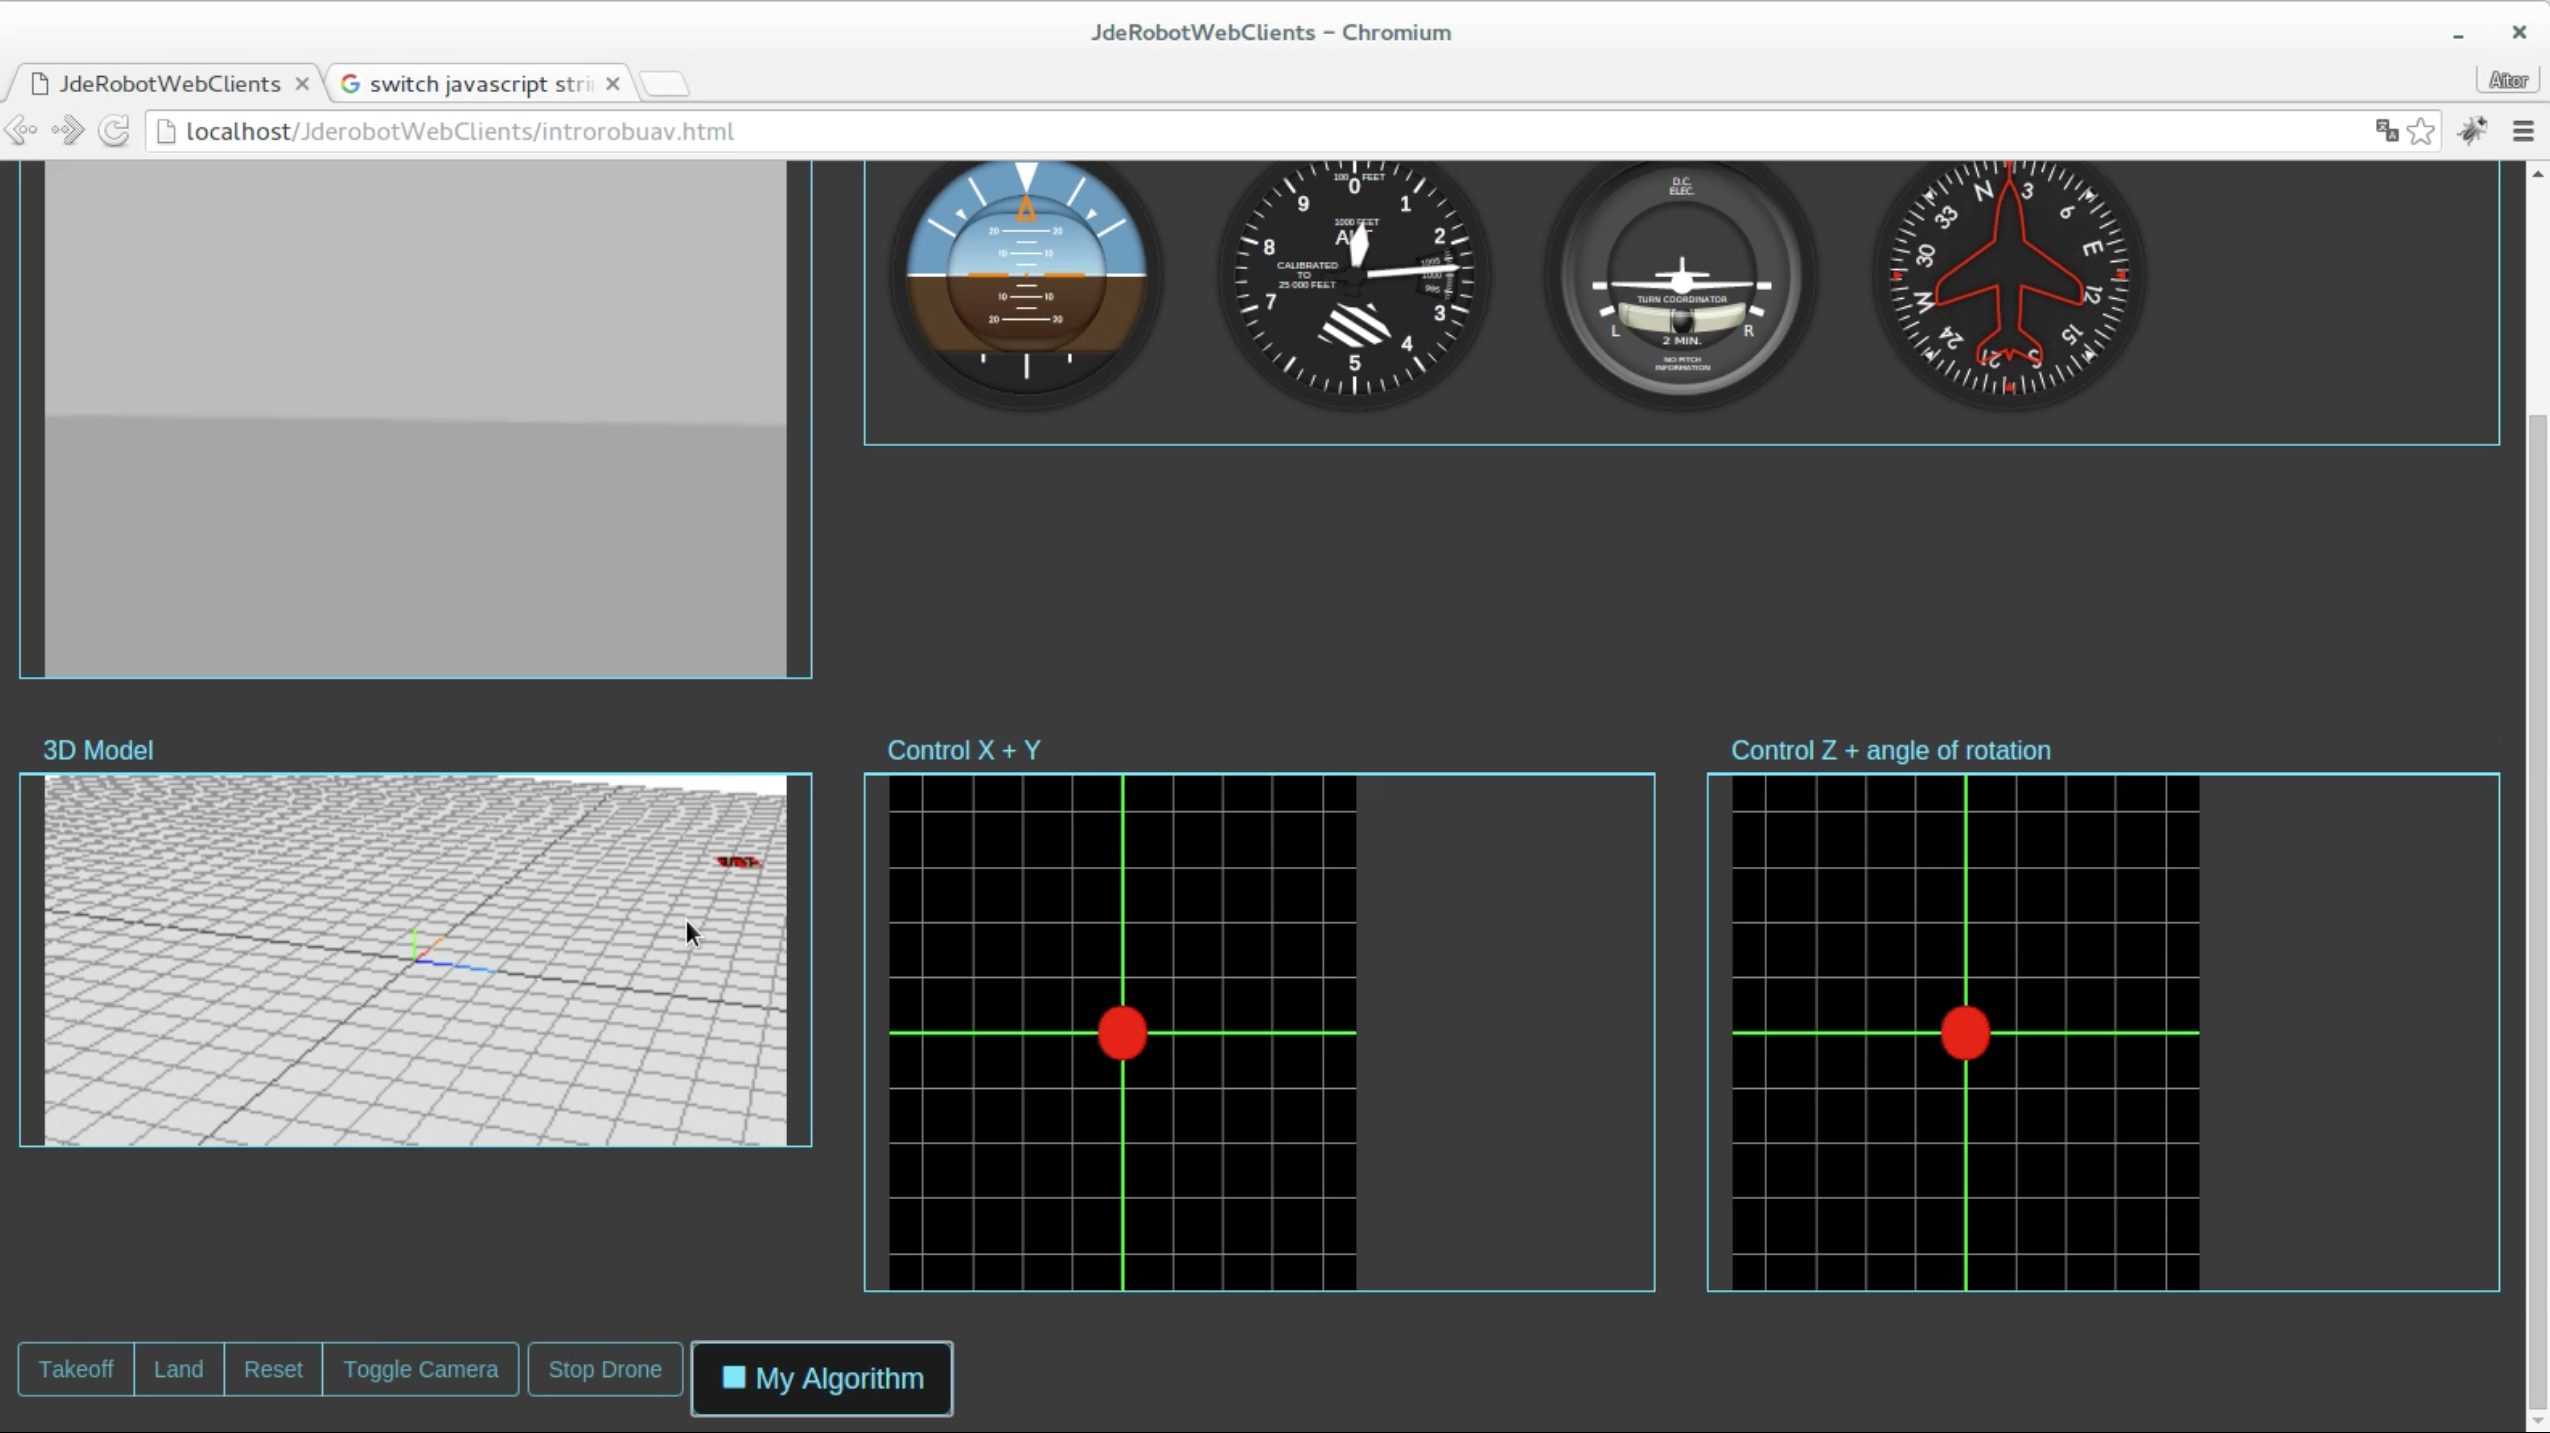 JdeRobotWebClients – Chromium
JdeRobotWebClients
switch javascript stri
Aitor
localhost/JderobotWebClients/introrobuav.html
20 20
10 10
10 10
20 20
100 FEET
0
1
2
3
4
5
7
8
9
1000 FEET
ALT
CALIBRATED
TO
25 000 FEET
1005
1000
995
D.C.
ELEC.
TURN COORDINATOR
L R
2 MIN.
NO PITCH
INFORMATION
N
3
6
E
12
15
S
21
24
W
30
33
3D Model
Control X + Y
Control Z + angle of rotation
Takeoff
Land
Reset
Toggle Camera
Stop Drone
My Algorithm